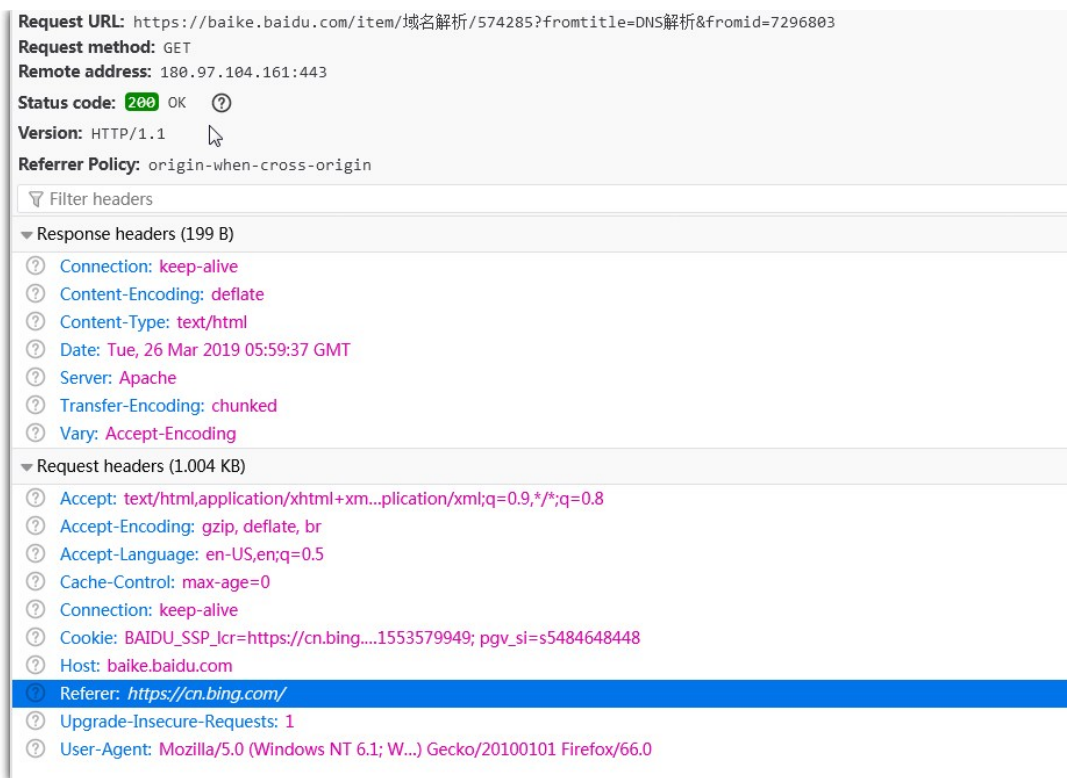 Request URL: https://baike.baidu.com/item/域名解析/574285?fromtitle=DNS解析&fromid=7296803
Request method: GET
Remote address: 180.97.104.161:443
Status code: 200 OK
Version: HTTP/1.1
Referrer Policy: origin-when-cross-origin
Filter headers
Response headers (199 B)
Connection: keep-alive
Content-Encoding: deflate
Content-Type: text/html
Date: Tue, 26 Mar 2019 05:59:37 GMT
Server: Apache
Transfer-Encoding: chunked
Vary: Accept-Encoding
Request headers (1.004 KB)
Accept: text/html,application/xhtml+xm...plication/xml;q=0.9,*/*;q=0.8
Accept-Encoding: gzip, deflate, br
Accept-Language: en-US,en;q=0.5
Cache-Control: max-age=0
Connection: keep-alive
Cookie: BAIDU_SSP_lcr=https://cn.bing....1553579949; pgv_si=s5484648448
Host: baike.baidu.com
Referer: https://cn.bing.com/
Upgrade-Insecure-Requests: 1
User-Agent: Mozilla/5.0 (Windows NT 6.1; W...) Gecko/20100101 Firefox/66.0